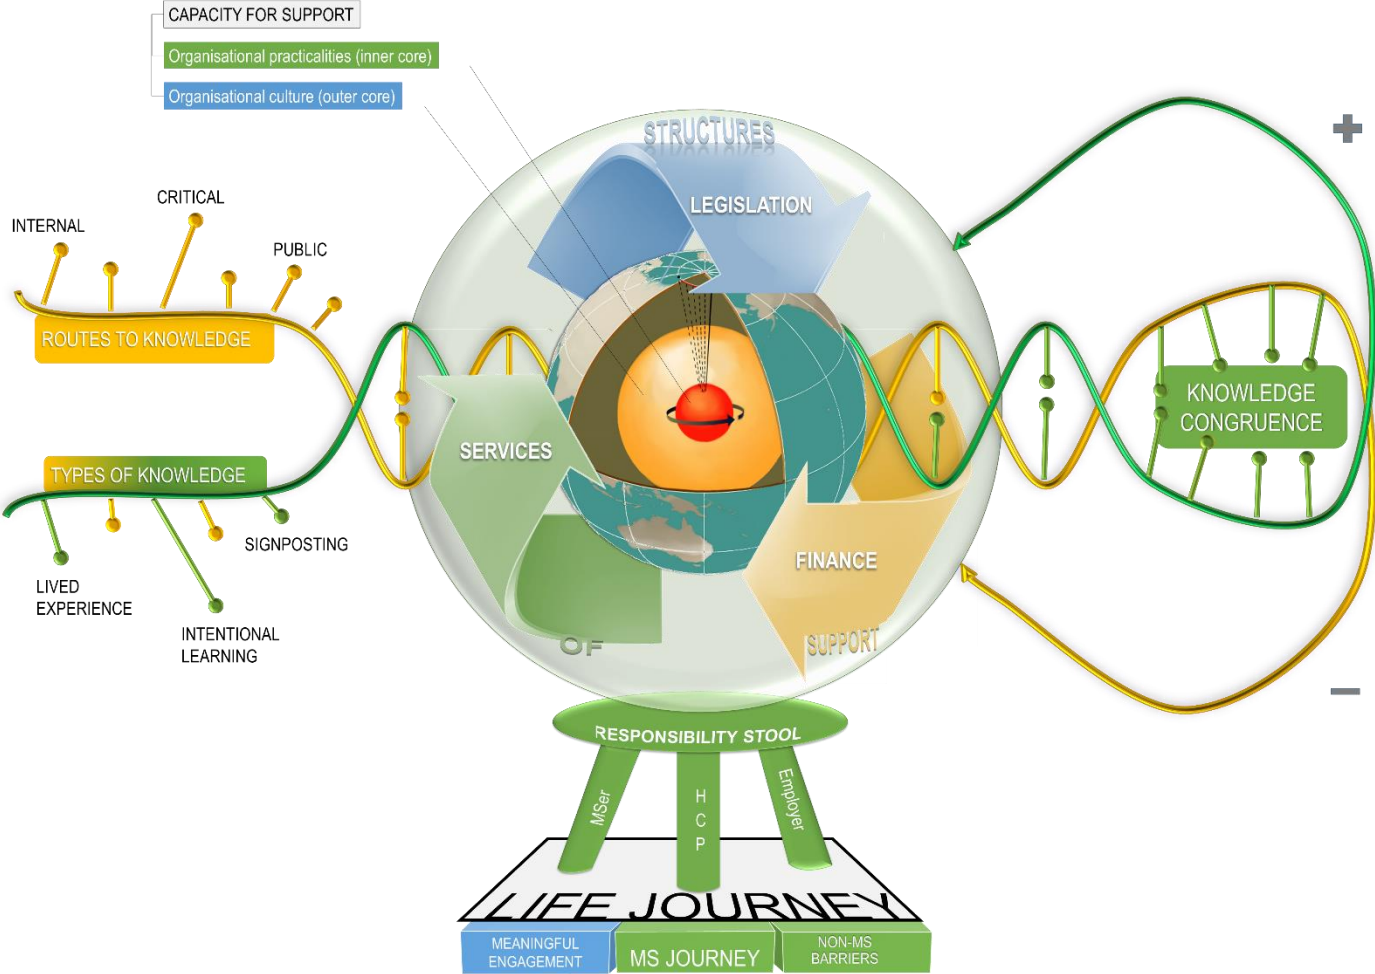 CAPACITY FOR SUPPORT
Organisational practicalities (inner core)
Organisational culture (outer core)
STRUCTURES
LEGISLATION
CRITICAL
INTERNAL
PUBLIC
ROUTES TO KNOWLEDGE
TYPES OF KNOWLEDGE
SIGNPOSTING
LIVED
EXPERIENCE
INTENTIONAL
LEARNING
SERVICES
FINANCE
OF
SUPPORT
+
KNOWLEDGE
CONGRUENCE
−
RESPONSIBILITY STOOL
MSer
H
C
P
Employer
LIFE JOURNEY
MEANINGFUL
ENGAGEMENT
MS JOURNEY
NON-MS
BARRIERS